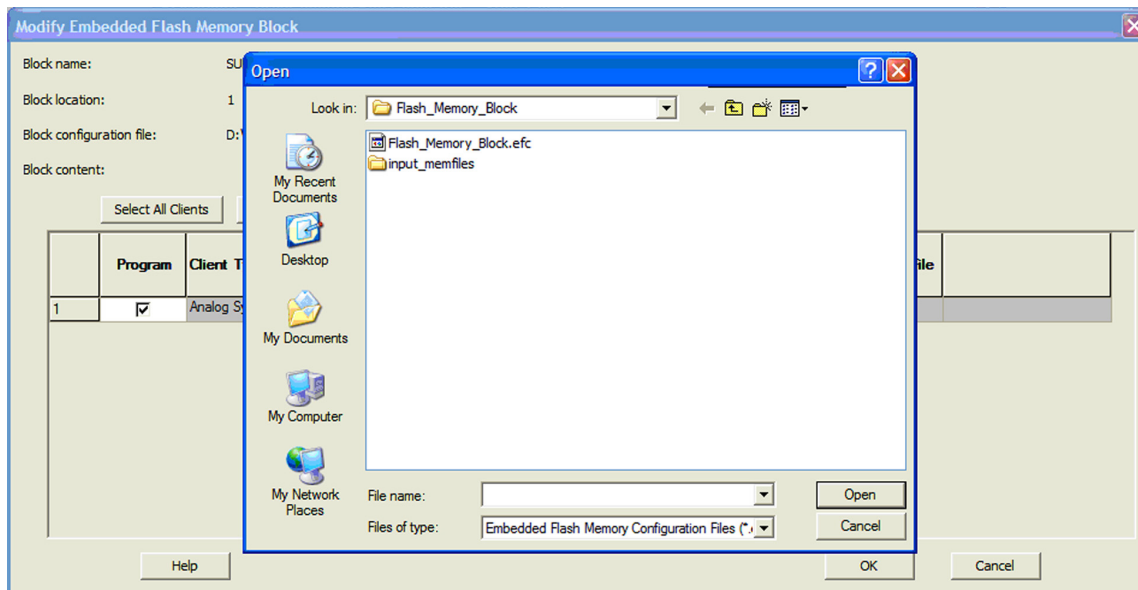 Modify Embedded Flash Memory Block
Block name: SU
Block location: 1
Block configuration file: D:\
Block content:
Select All Clients
Program Client T ile
1 Analog Sy
Open
Look in: Flash_Memory_Block
Flash_Memory_Block.efc
input_memfiles
My Recent
Documents
Desktop
My Documents
My Computer
My Network
Places
File name:
Open
Files of type: Embedded Flash Memory Configuration Files (*.
Cancel
Help OK Cancel